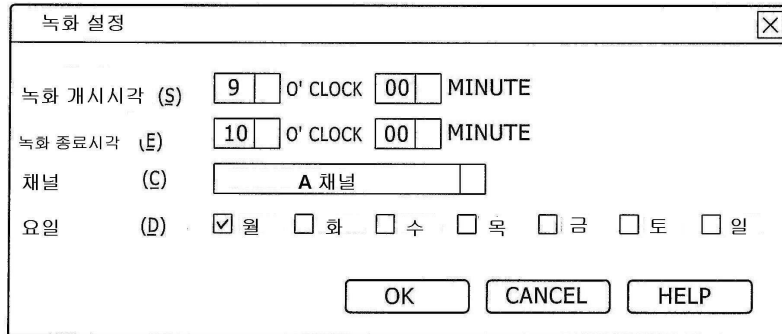 녹화 설정
녹화 개시시각 (S) 9 O' CLOCK 00 MINUTE
녹화 종료시각 (E) 10 O' CLOCK 00 MINUTE
채널 (C) A 채널
요일 (D) 월 화 수 목 금 토 일
OK CANCEL HELP